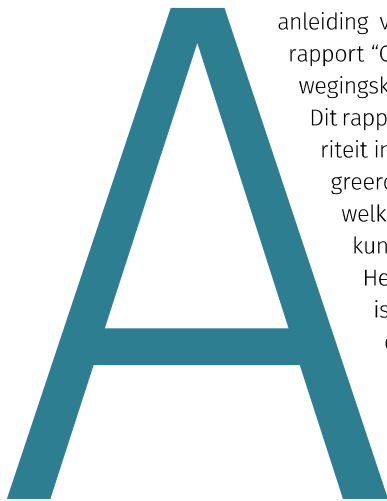 A
anleiding v
rapport “O
wegingsk
Dit rapp
riteit in
greerd
welk
kun
He
is